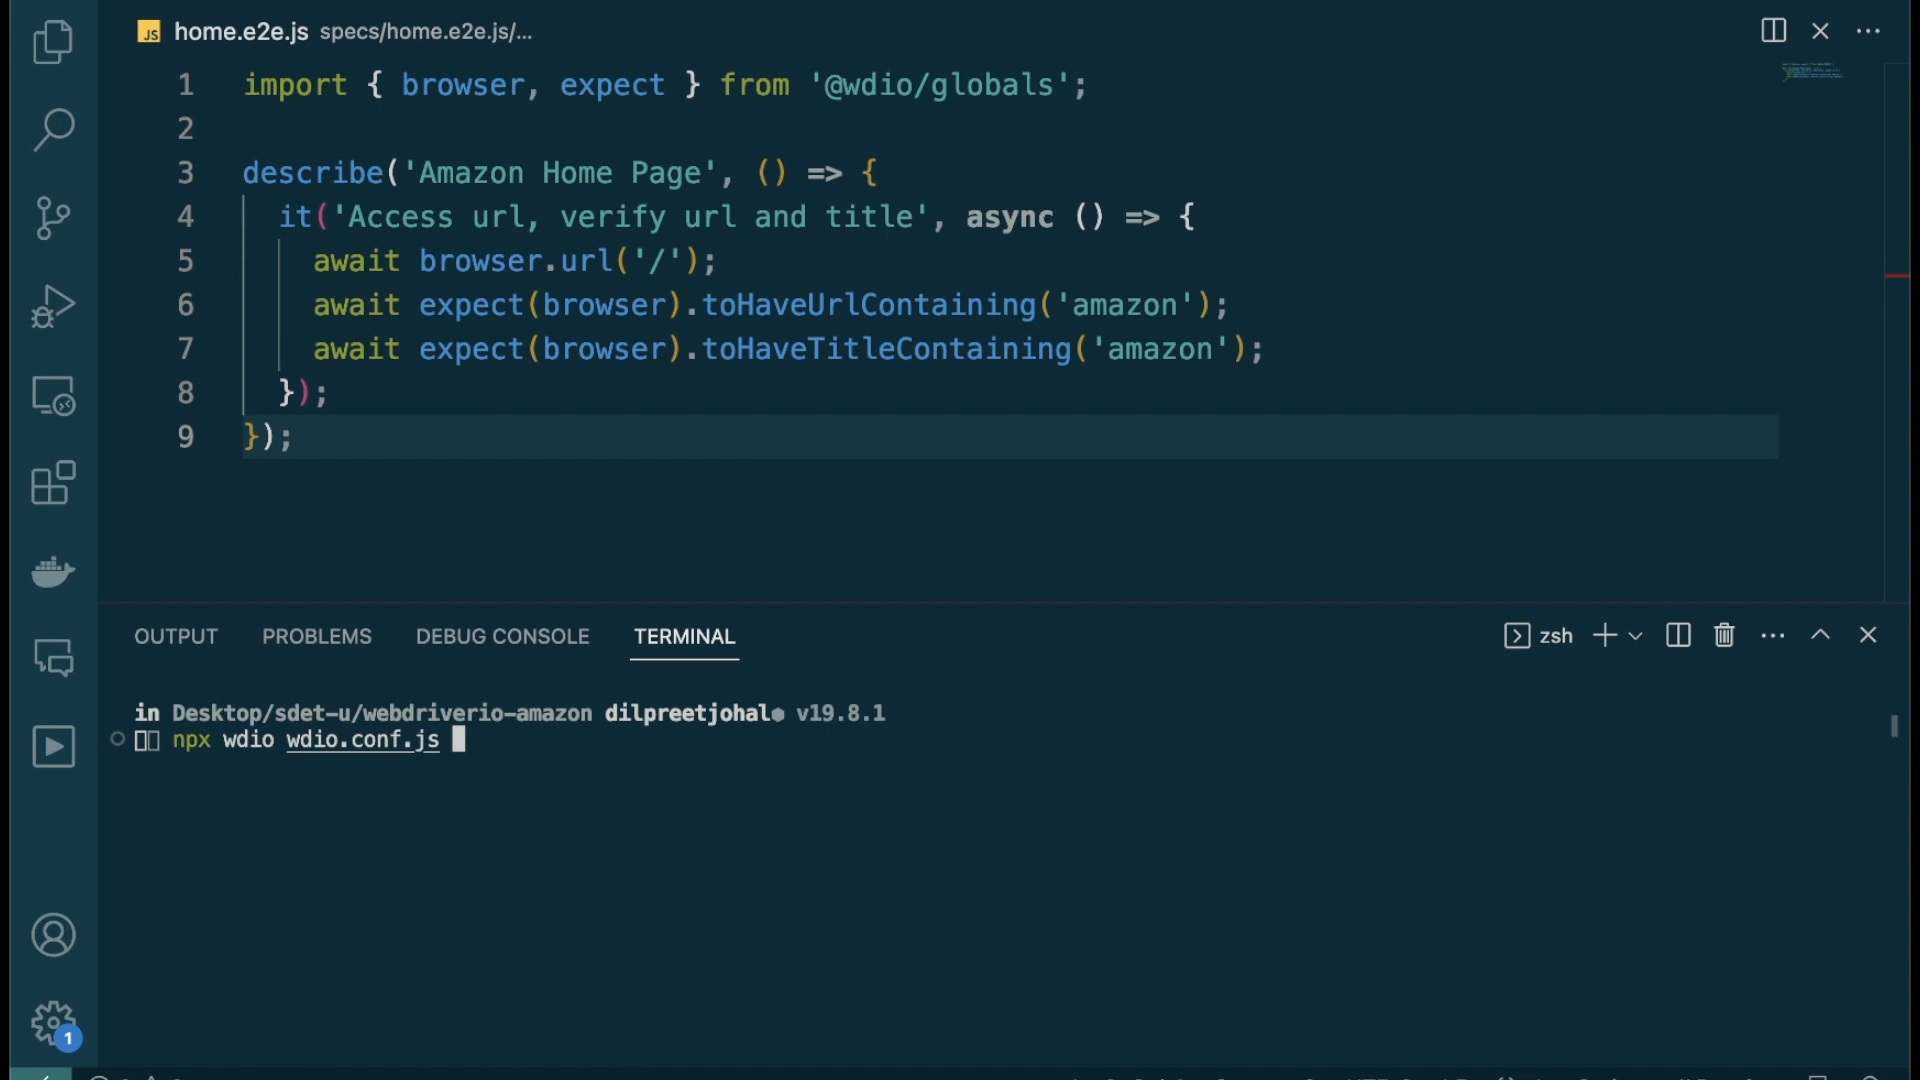 JS home.e2e.js specs/home.e2e.js/...
1 import { browser, expect } from '@wdio/globals';
2
3 describe('Amazon Home Page', () => {
4 it('Access url, verify url and title', async () => {
5 await browser.url('/');
6 await expect(browser).toHaveUrlContaining('amazon');
7 await expect(browser).toHaveTitleContaining('amazon');
8 });
9 });
OUTPUT PROBLEMS DEBUG CONSOLE TERMINAL zsh
in Desktop/sdet-u/webdriverio-amazon dilpreetjohal v19.8.1
npx wdio wdio.conf.js
1